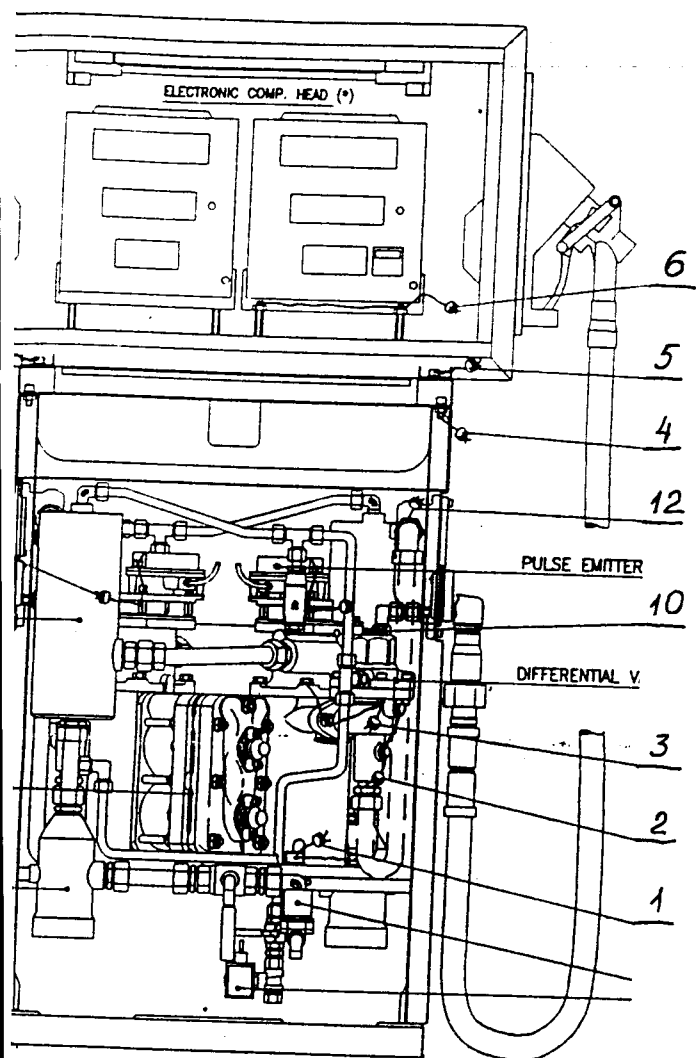 ELECTRONIC COMP. HEAD (*)
6
5
4
12
PULSE EMITTER
10
DIFFERENTIAL V.
3
2
1